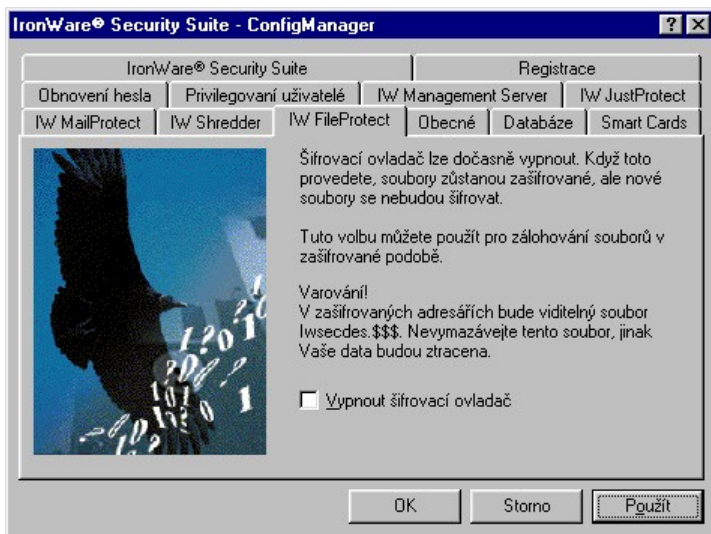 IronWare® Security Suite - ConfigManager
IronWare® Security Suite
Registrace
Obnovení hesla
Privilegovaní uživatelé
IW Management Server
IW JustProtect
IW MailProtect
IW Shredder
IW FileProtect
Obecné
Databáze
Smart Cards
Šifrovací ovladač lze dočasně vypnout. Když toto
provedete, soubory zůstanou zašifrované, ale nové
soubory se nebudou šifrovat.
Tuto volbu můžete použít pro zálohování souborů v
zašifrované podobě.
Varování!
V zašifrovaných adresářích bude viditelný soubor
Iwsecdes.$$$. Nevymazávejte tento soubor, jinak
Vaše data budou ztracena.
Vypnout šifrovací ovladač
OK
Storno
Použít